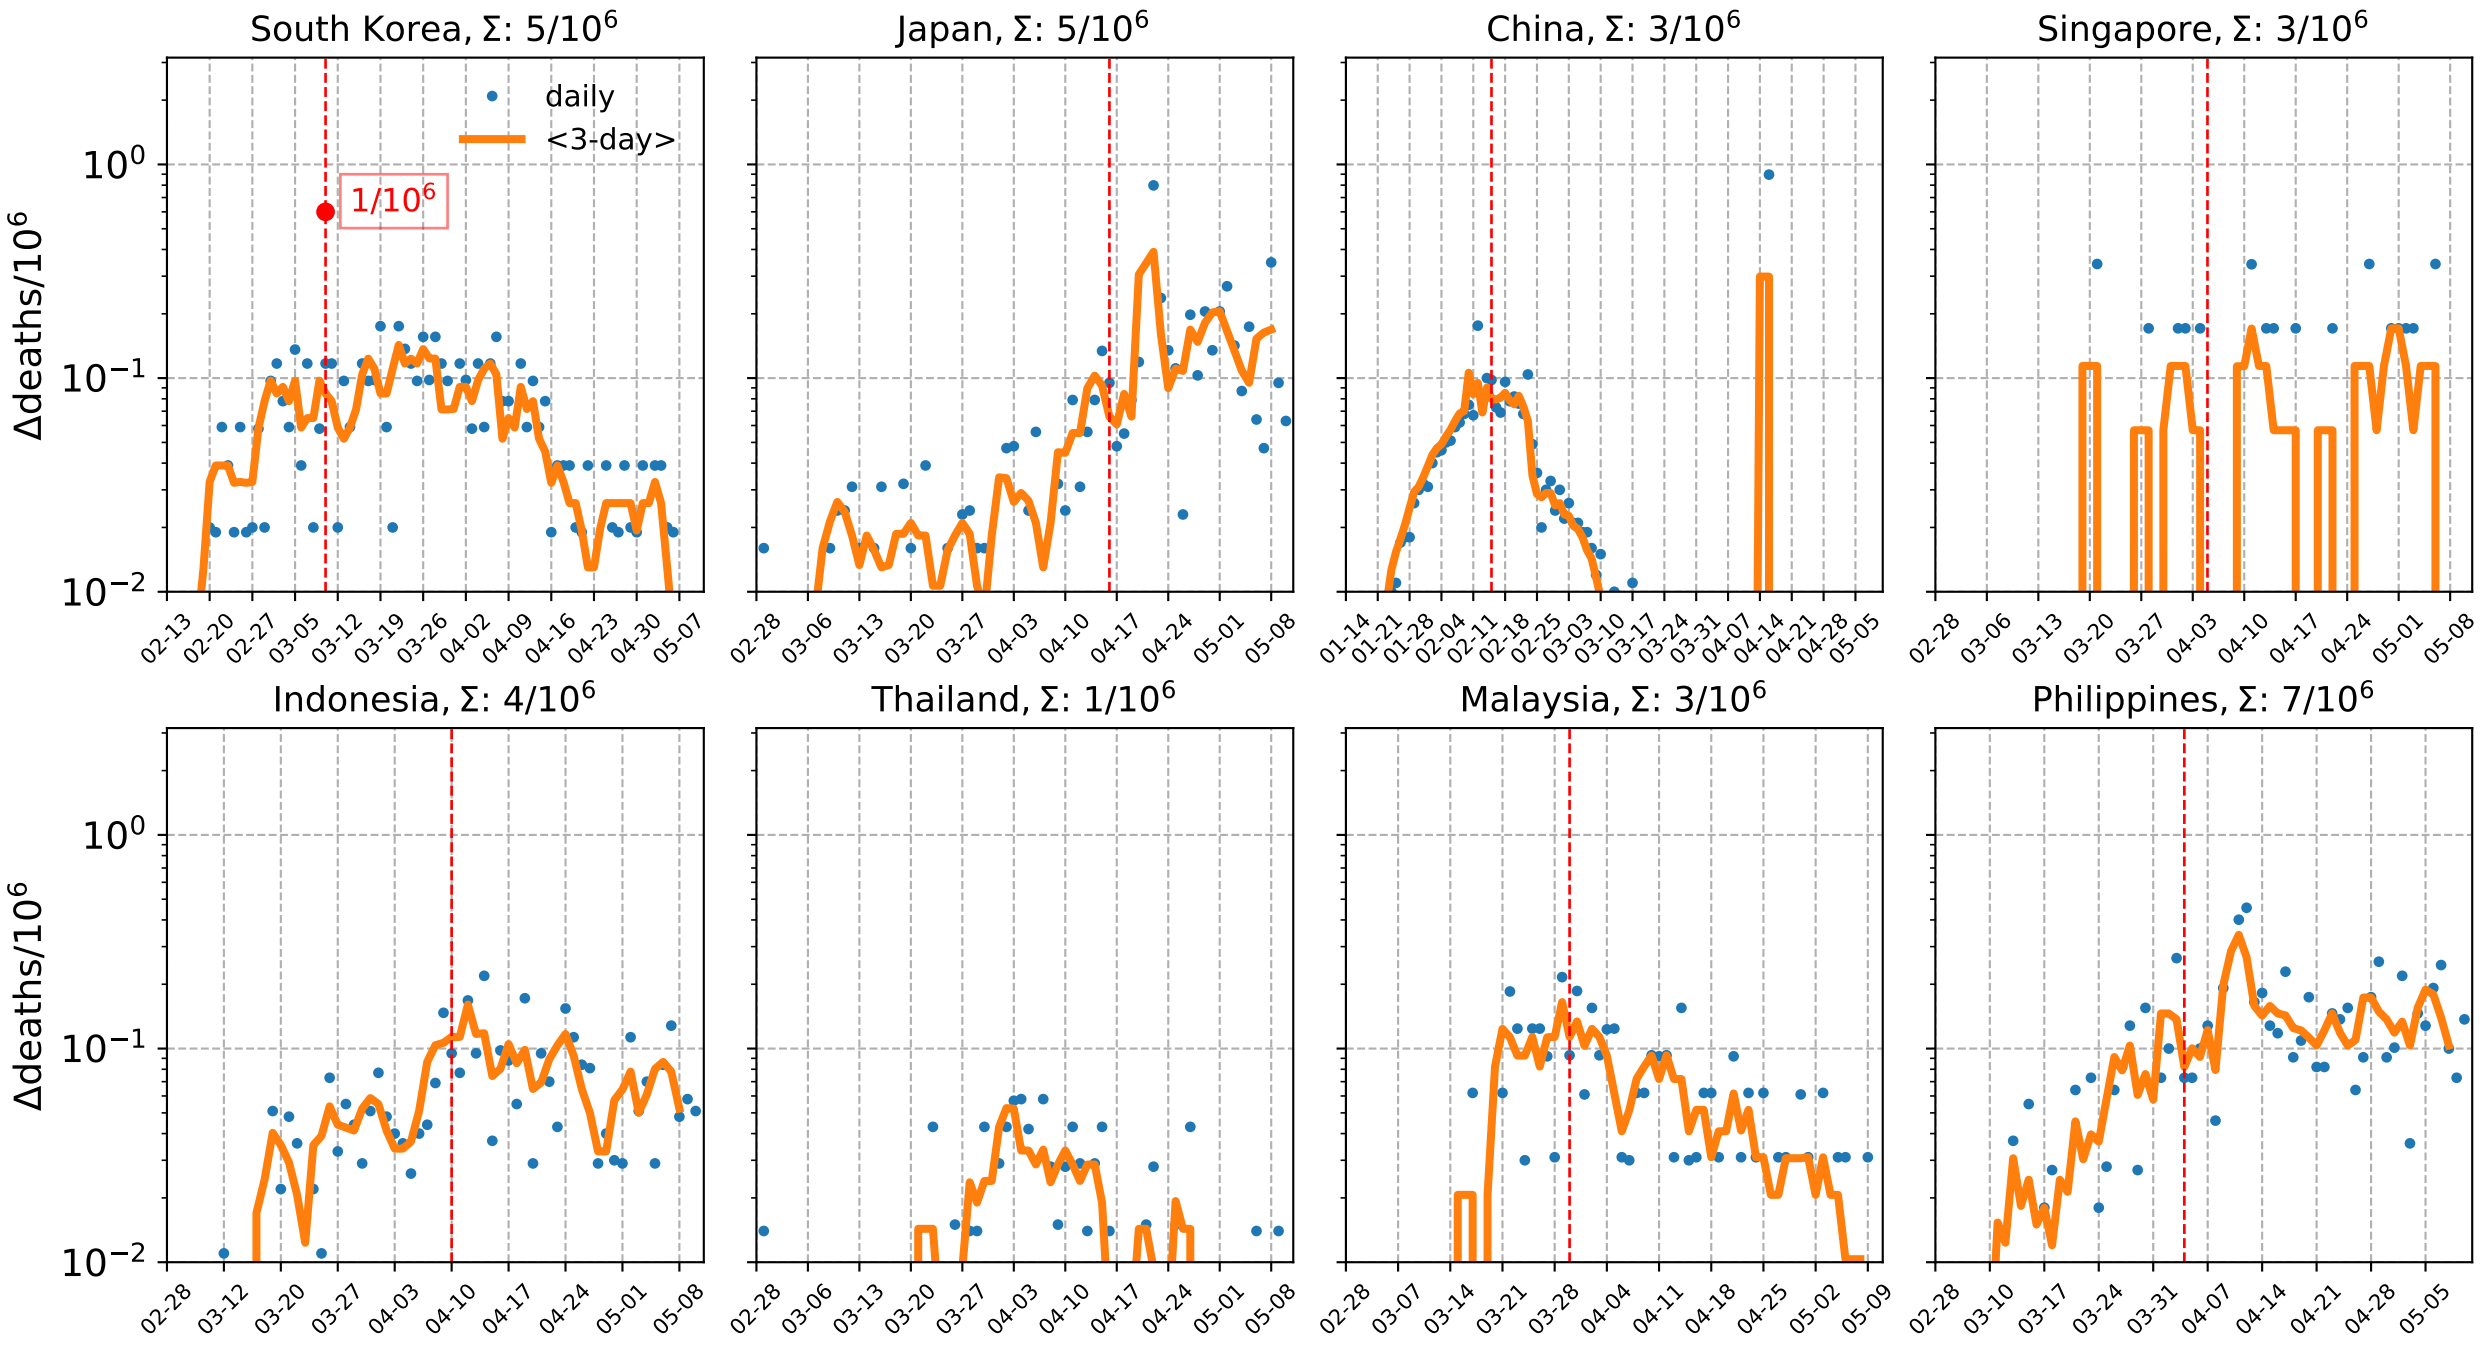 South Korea, Σ: 5/10⁶
Japan, Σ: 5/10⁶
China, Σ: 3/10⁶
Singapore, Σ: 3/10⁶
daily
<3-day>
1/10⁶
Δdeaths/10⁶
10⁰
10⁻¹
10⁻²
02-13 02-20 02-27 03-05 03-12 03-19 03-26 04-02 04-09 04-16 04-23 04-30 05-07
02-28 03-06 03-13 03-20 03-27 04-03 04-10 04-17 04-24 05-01 05-08
01-14 01-21 01-28 02-04 02-11 02-18 02-25 03-03 03-10 03-17 03-24 03-31 04-07 04-14 04-21 04-28 05-05
02-28 03-06 03-13 03-20 03-27 04-03 04-10 04-17 04-24 05-01 05-08
Indonesia, Σ: 4/10⁶
Thailand, Σ: 1/10⁶
Malaysia, Σ: 3/10⁶
Philippines, Σ: 7/10⁶
Δdeaths/10⁶
10⁰
10⁻¹
10⁻²
02-28 03-12 03-20 03-27 04-03 04-10 04-17 04-24 05-01 05-08
02-28 03-06 03-13 03-20 03-27 04-03 04-10 04-17 04-24 05-01 05-08
02-28 03-07 03-14 03-21 03-28 04-04 04-11 04-18 04-25 05-02 05-09
02-28 03-10 03-17 03-24 03-31 04-07 04-14 04-21 04-28 05-05